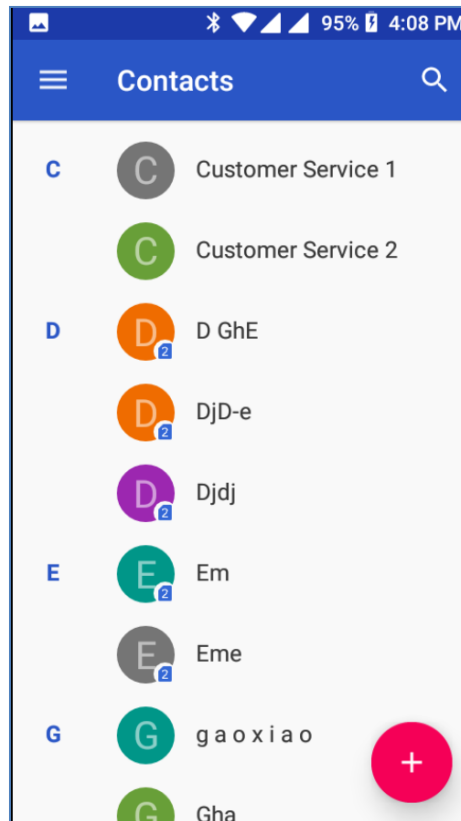 95% 4:08 PM
Contacts
C
C
Customer Service 1
C
Customer Service 2
D
D
2
D GhE
D
2
DjD-e
D
2
Djdj
E
E
2
Em
E
2
Eme
G
G
g a o x i a o
G
Gha